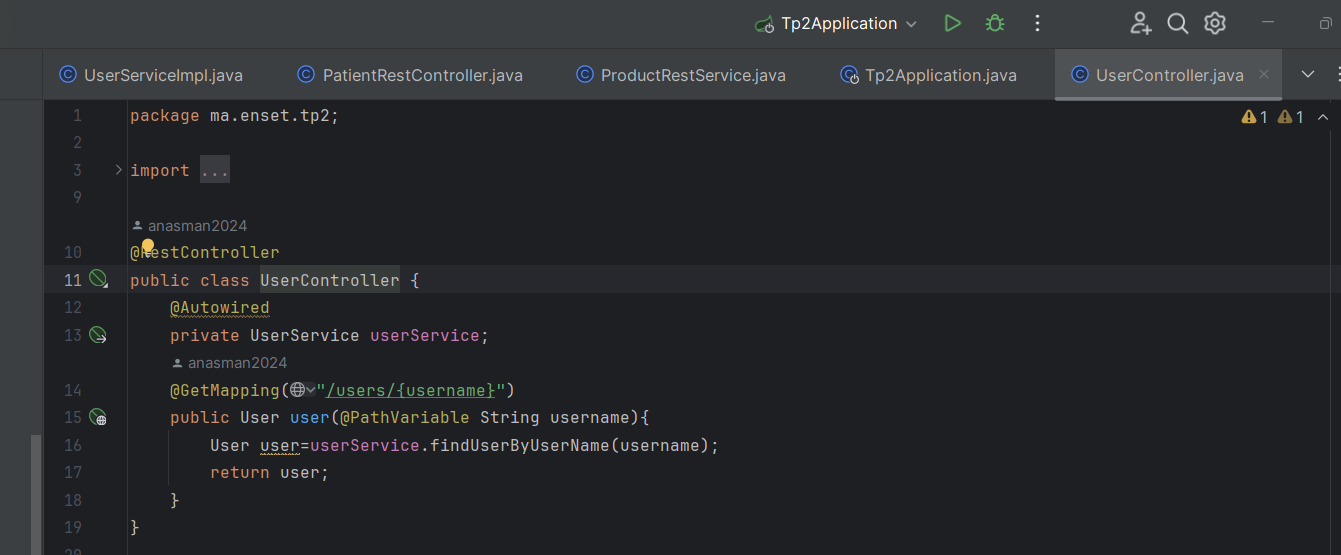 Tp2Application
UserServiceImpl.java PatientRestController.java ProductRestService.java Tp2Application.java UserController.java
1 package ma.enset.tp2;
1 1
2
3 import ...
9
anasman2024
10 @RestController
11 public class UserController {
12 @Autowired
13 private UserService userService;
anasman2024
14 @GetMapping("/users/{username}")
15 public User user(@PathVariable String username){
16 User user=userService.findUserByUserName(username);
17 return user;
18 }
19 }
20